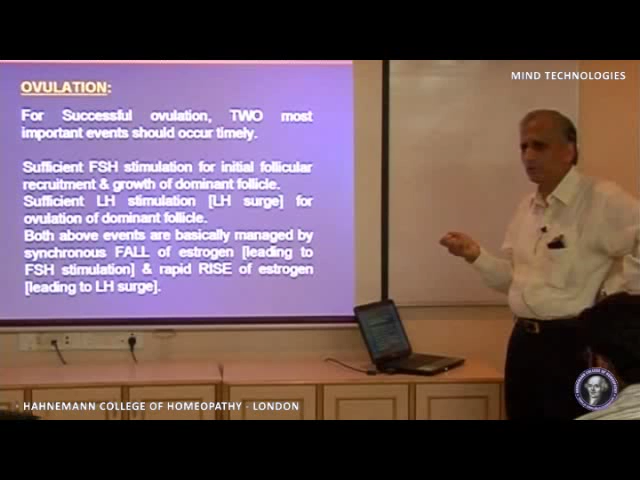 MIND TECHNOLOGIES
OVULATION:
For Successful ovulation, TWO most
important events should occur timely.
Sufficient FSH stimulation for initial follicular
recruitment & growth of dominant follicle.
Sufficient LH stimulation [LH surge] for
ovulation of dominant follicle.
Both above events are basically managed by
synchronous FALL of estrogen [leading to
FSH stimulation] & rapid RISE of estrogen
[leading to LH surge].
HAHNEMANN COLLEGE OF HOMEOPATHY - LONDON